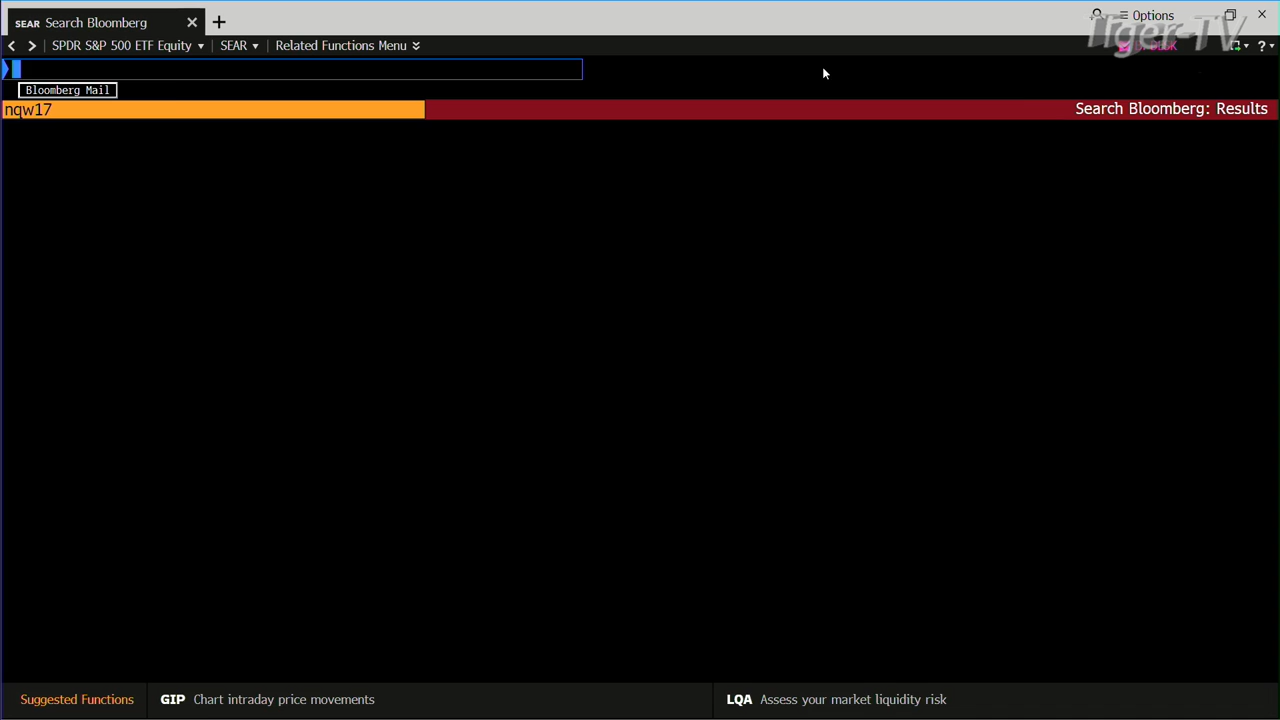 SEAR Search Bloomberg
Options
SPDR S&P 500 ETF Equity SEAR Related Functions Menu
Tiger-TV
Bloomberg Mail
nqw17 Search Bloomberg: Results
Suggested Functions GIP Chart intraday price movements LQA Assess your market liquidity risk